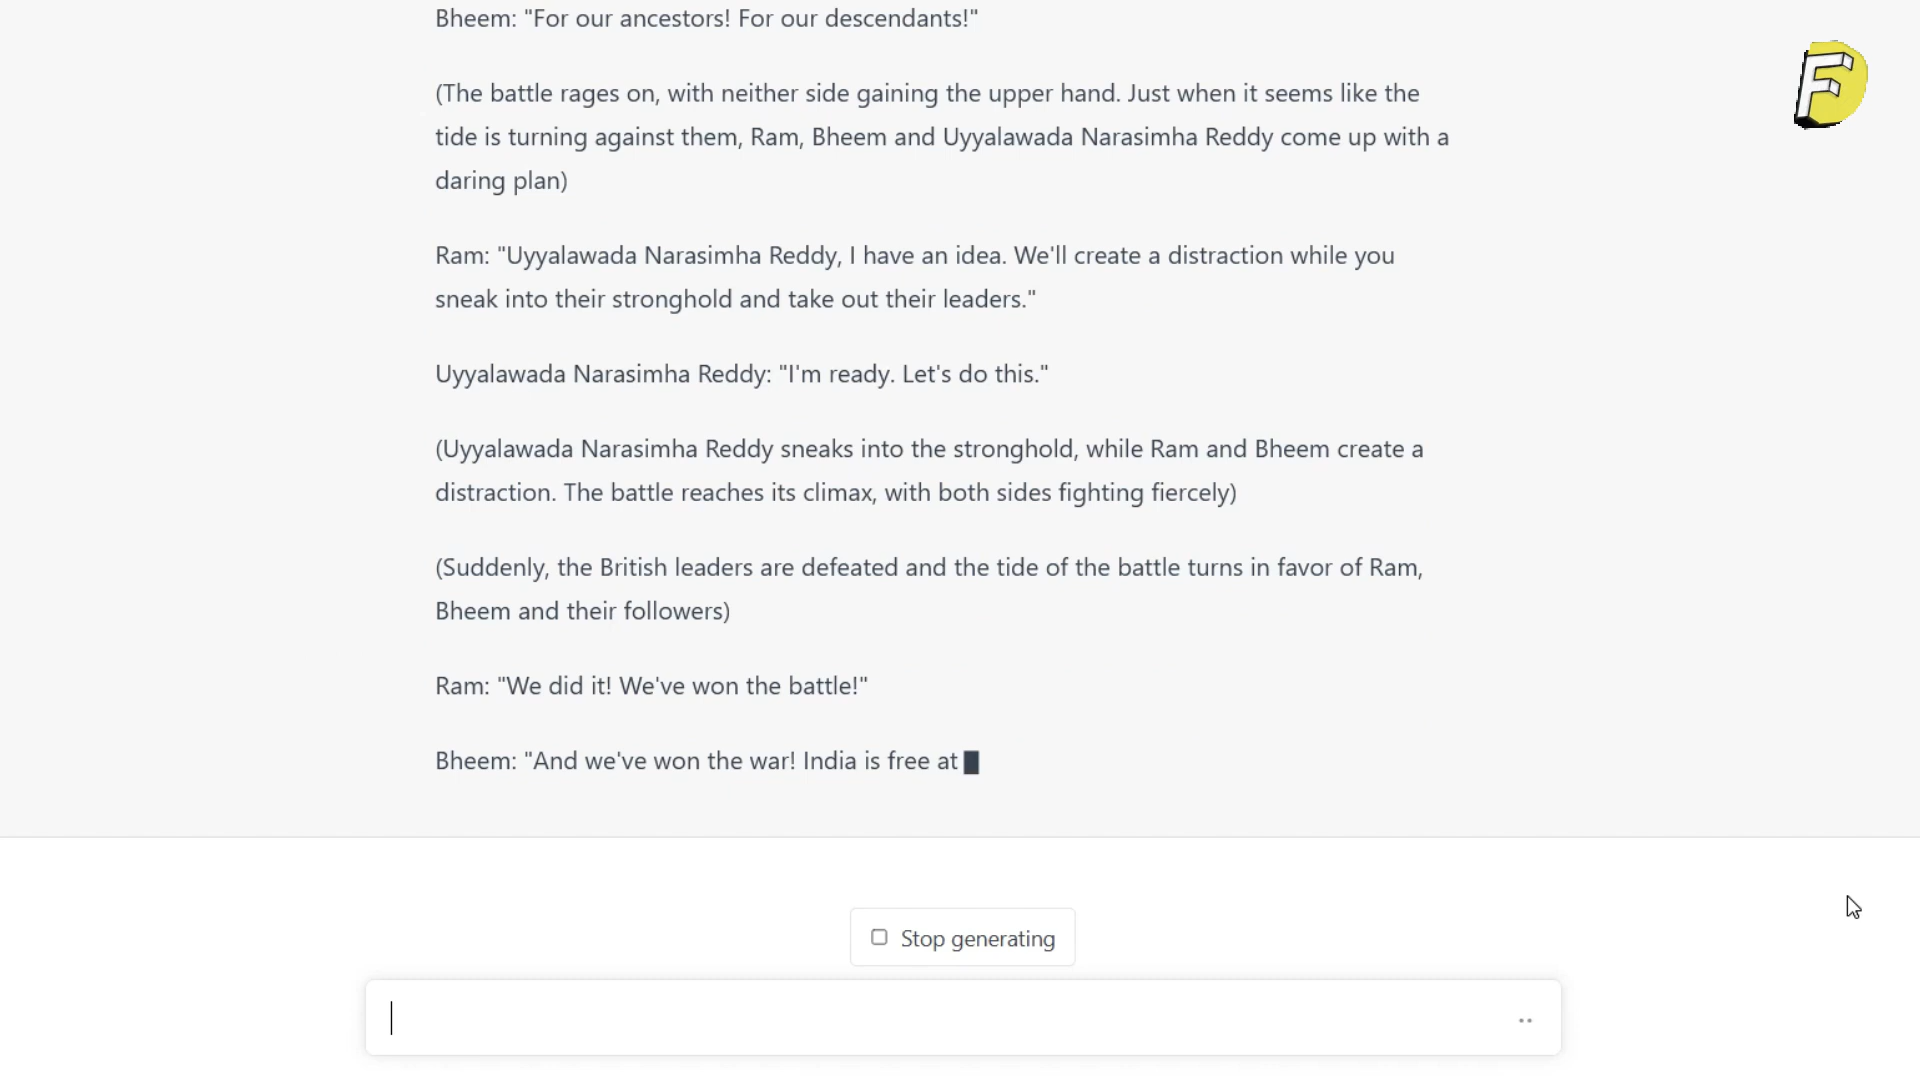 Bheem: "For our ancestors! For our descendants!"
(The battle rages on, with neither side gaining the upper hand. Just when it seems like the
tide is turning against them, Ram, Bheem and Uyyalawada Narasimha Reddy come up with a
daring plan)
Ram: "Uyyalawada Narasimha Reddy, I have an idea. We'll create a distraction while you
sneak into their stronghold and take out their leaders."
Uyyalawada Narasimha Reddy: "I'm ready. Let's do this."
(Uyyalawada Narasimha Reddy sneaks into the stronghold, while Ram and Bheem create a
distraction. The battle reaches its climax, with both sides fighting fiercely)
(Suddenly, the British leaders are defeated and the tide of the battle turns in favor of Ram,
Bheem and their followers)
Ram: "We did it! We've won the battle!"
Bheem: "And we've won the war! India is free at
Stop generating
F